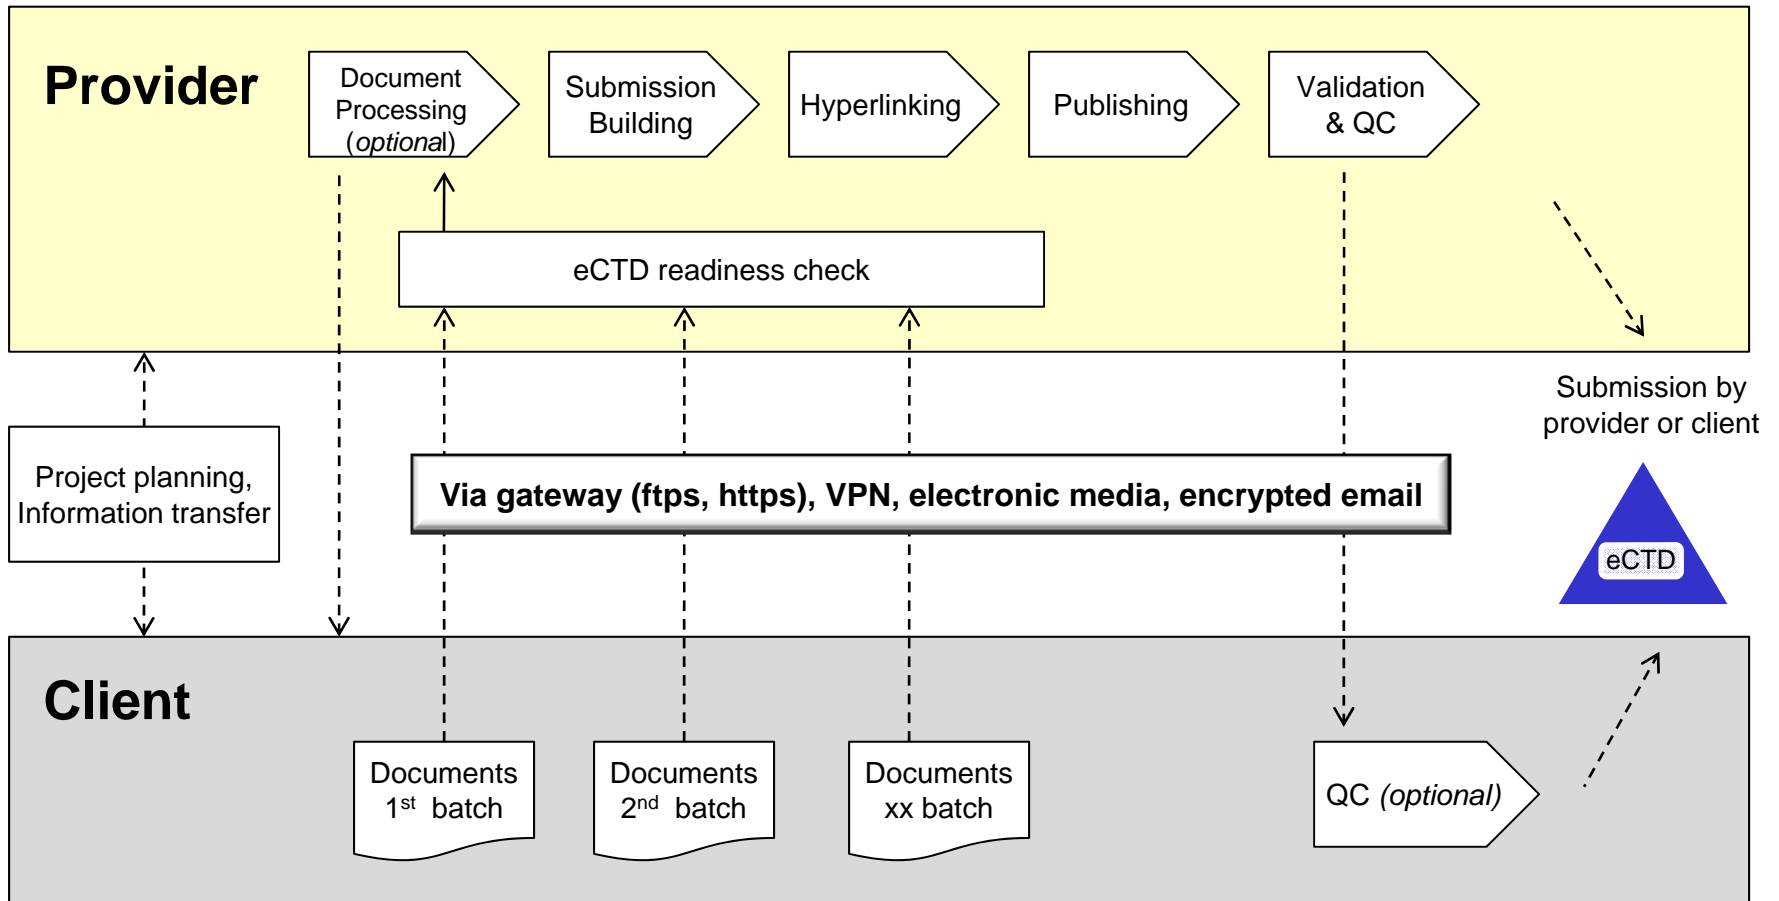 Provider
Document
Processing
(optional)
Submission
Building
Hyperlinking
Publishing
Validation
& QC
eCTD readiness check
Submission by
provider or client
Project planning,
Information transfer
Via gateway (ftps, https), VPN, electronic media, encrypted email
eCTD
Client
Documents
1st batch
Documents
2nd batch
Documents
xx batch
QC (optional)